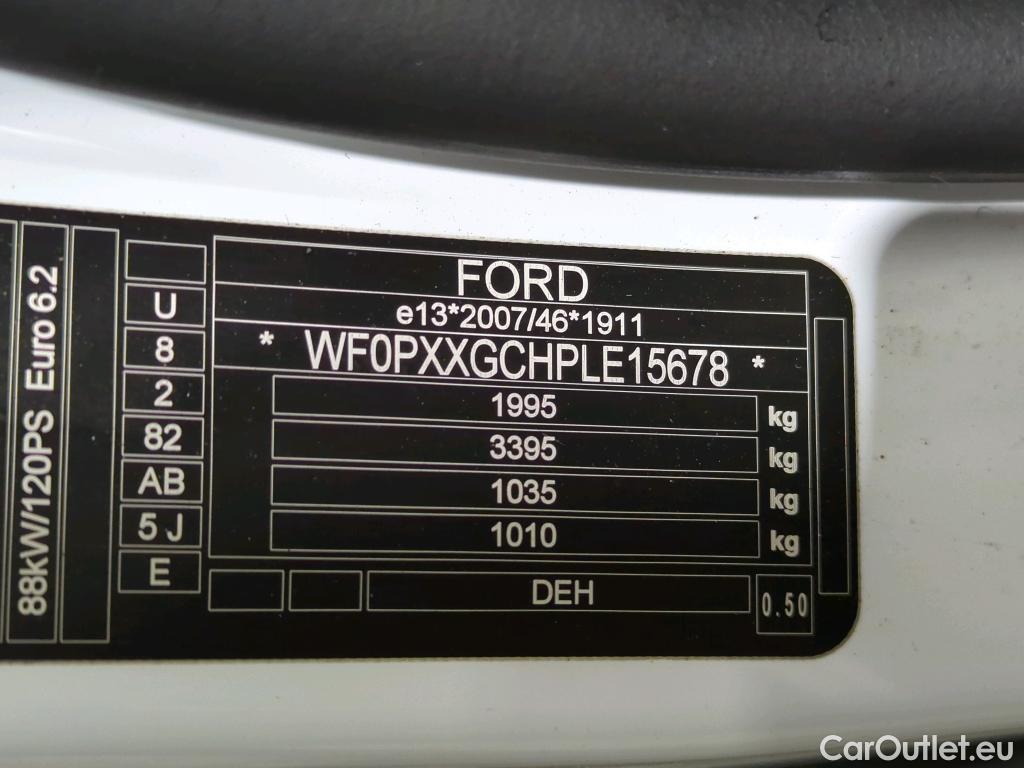 FORD
e13*2007/46*1911
* WF0PXXGCHPLE15678 *
1995 kg
3395 kg
1035 kg
1010 kg
DEH
0.50
U
8
2
82
AB
5 J
E
88kW/120PS Euro 6.2
CarOutlet.eu